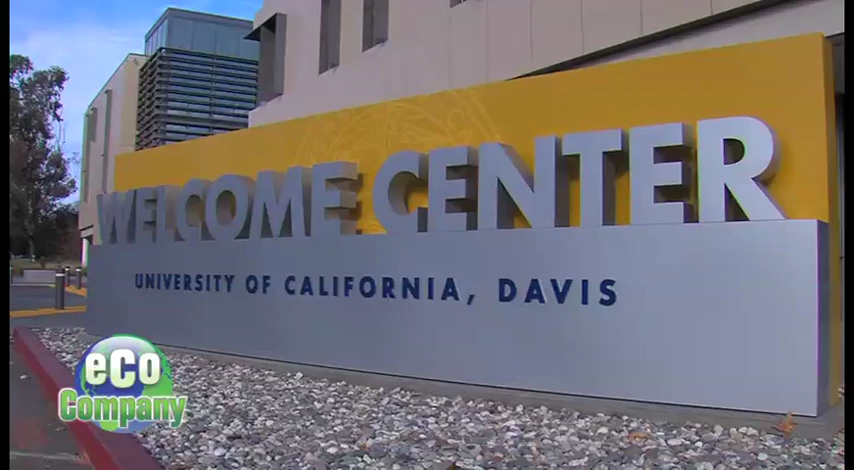 WELCOME CENTER
UNIVERSITY OF CALIFORNIA, DAVIS
eCo
Company